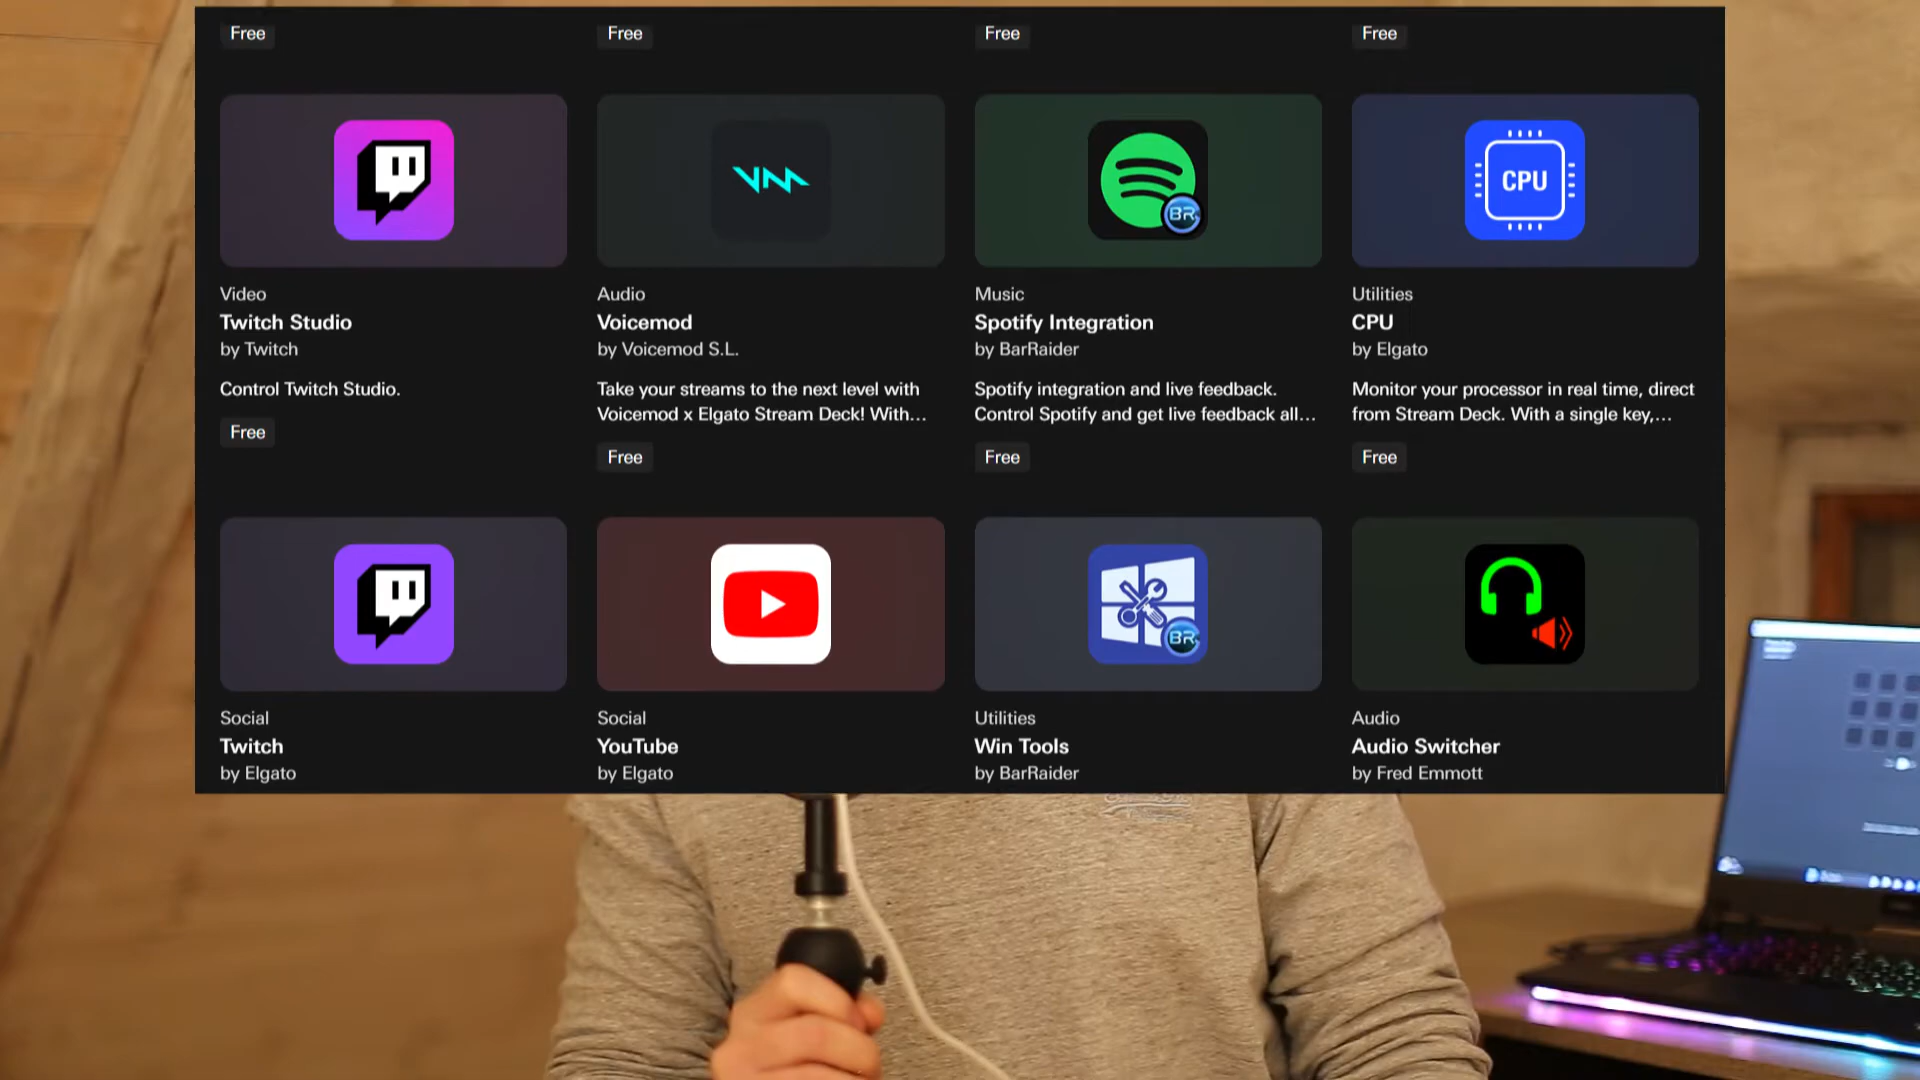 Free
Free
Free
Free
CPU
BR
Video
Twitch Studio
by Twitch
Control Twitch Studio.
Free
Audio
Voicemod
by Voicemod S.L.
Take your streams to the next level with
Voicemod x Elgato Stream Deck! With...
Free
Music
Spotify Integration
by BarRaider
Spotify integration and live feedback.
Control Spotify and get live feedback all...
Free
Utilities
CPU
by Elgato
Monitor your processor in real time, direct
from Stream Deck. With a single key,...
Free
BR
Social
Twitch
by Elgato
Social
YouTube
by Elgato
Utilities
Win Tools
by BarRaider
Audio
Audio Switcher
by Fred Emmott